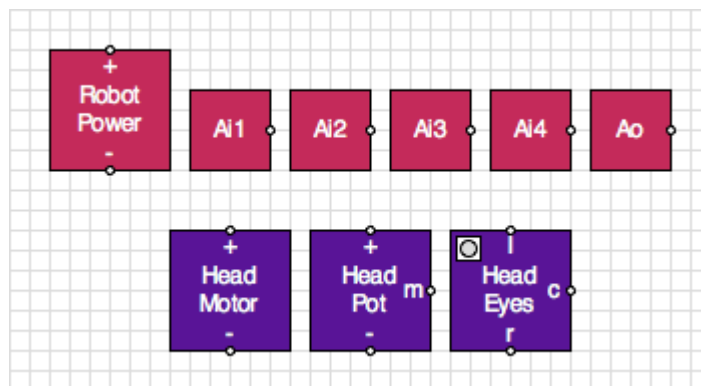 +
Robot
Power
-
Ai1
Ai2
Ai3
Ai4
Ao
+
Head
Motor
-
+
Head
Pot
m
-
l
Head
Eyes
c
r